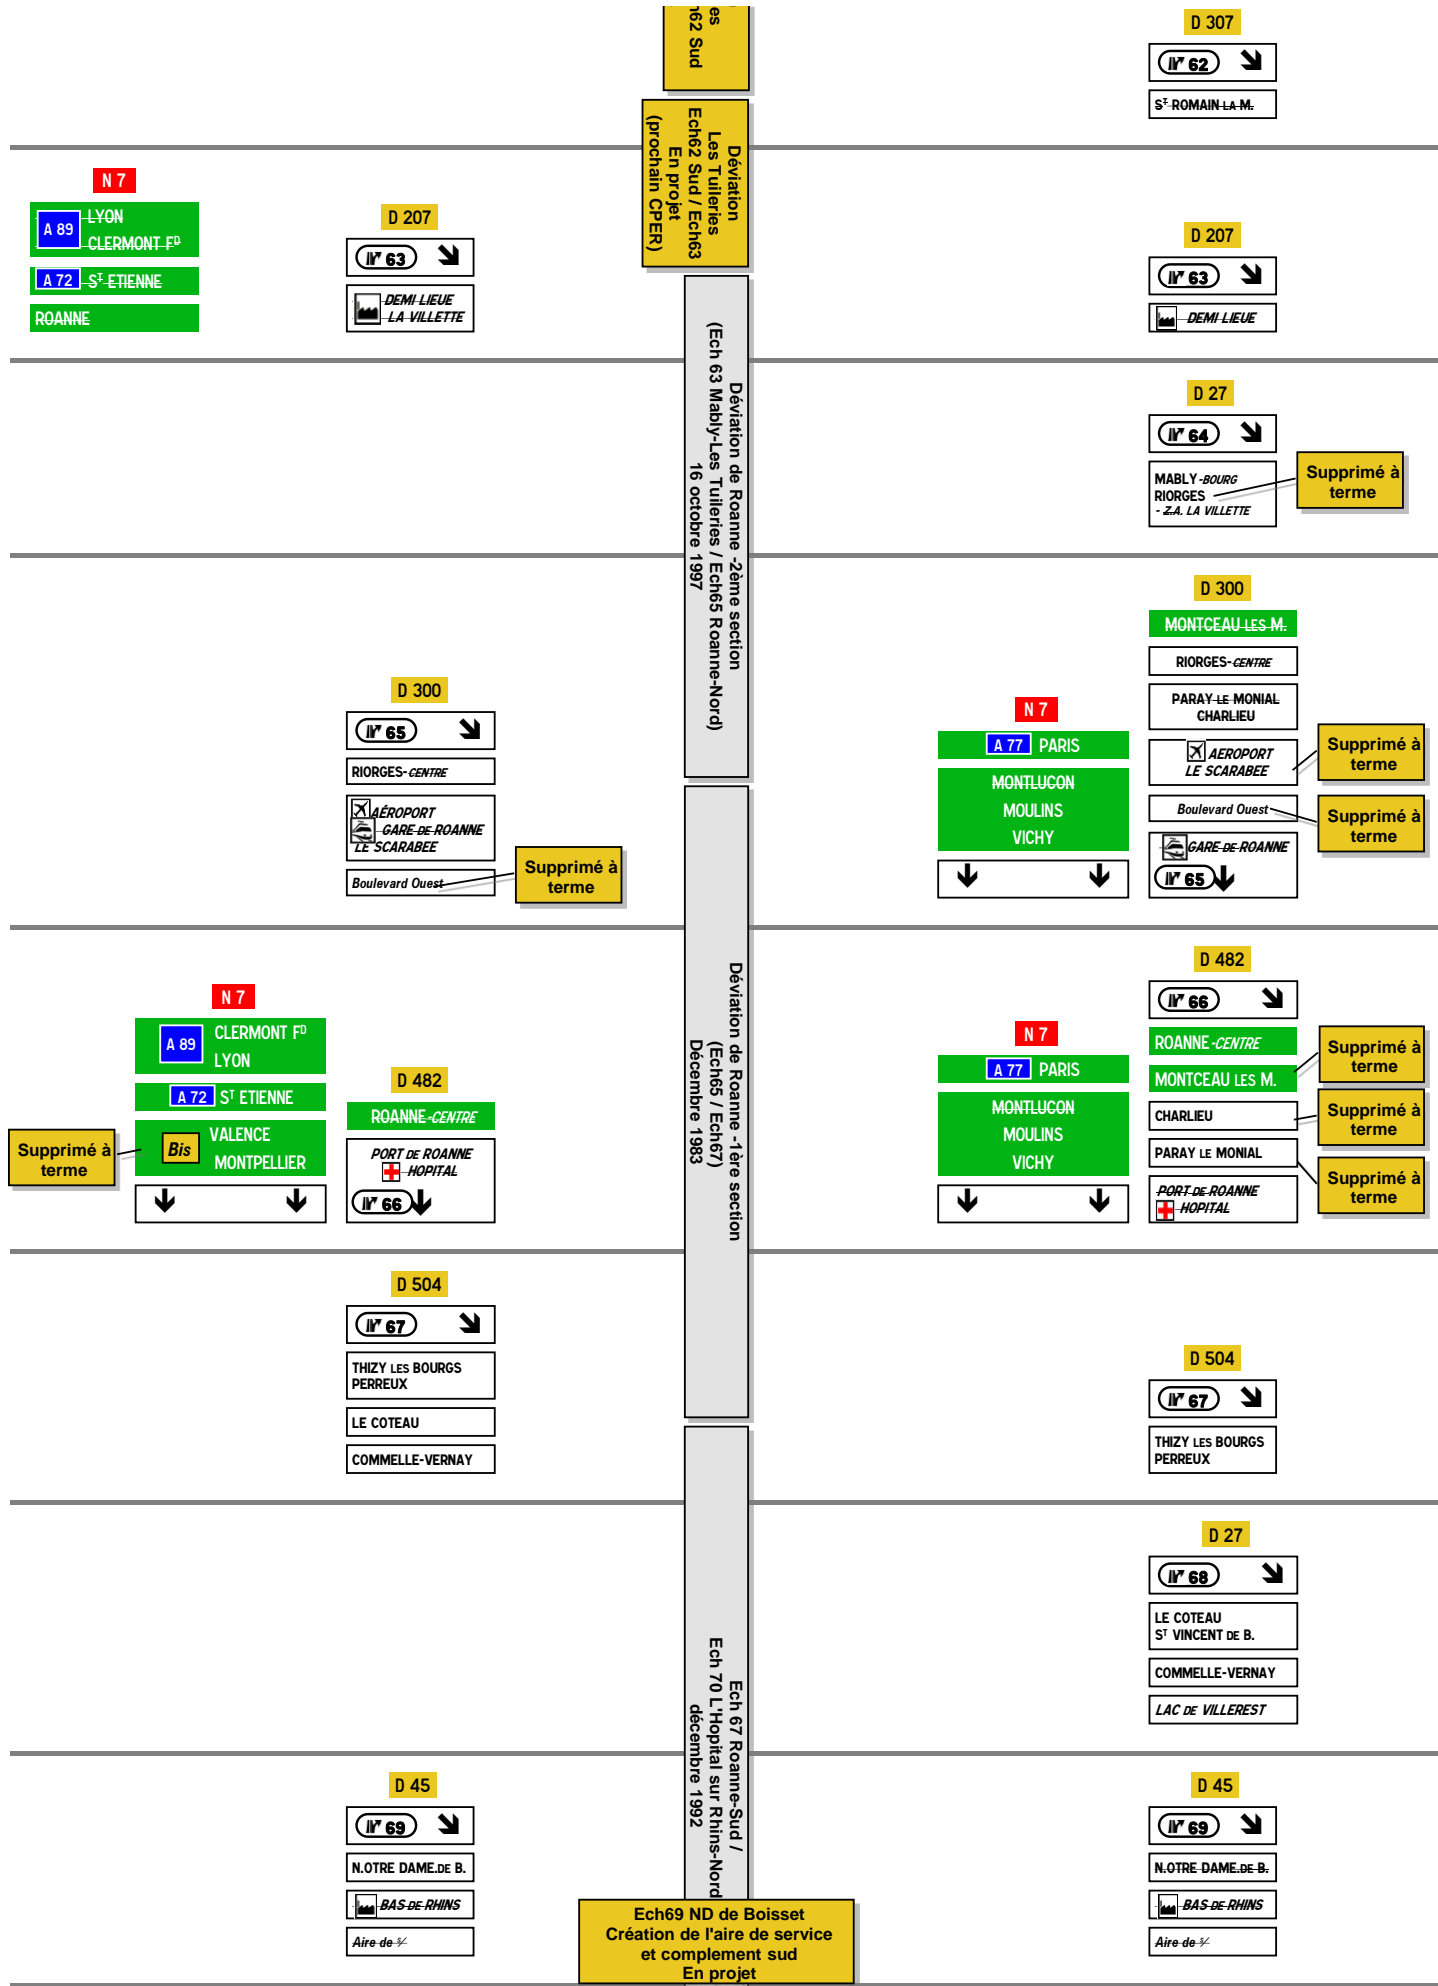 es
h62 Sud
D 307
62
ST ROMAIN LA M.
Déviation
Les Tuileries
Ech62 Sud / Ech63
En projet
(prochain CPER)
N 7
A 89
LYON
CLERMONT FD
A 72
ST ETIENNE
ROANNE
D 207
63
DEMI LIEUE
LA VILLETTE
D 207
63
DEMI LIEUE
Déviation de Roanne -2ème section
(Ech 63 Mably-Les Tuileries / Ech65 Roanne-Nord)
16 octobre 1997
D 27
64
MABLY -BOURG
RIORGES
- Z.A. LA VILLETTE
Supprimé à
terme
D 300
65
RIORGES-CENTRE
AÉROPORT
GARE DE ROANNE
LE SCARABEE
Boulevard Ouest
Supprimé à
terme
N 7
A 77 PARIS
MONTLUCON
MOULINS
VICHY
D 300
MONTCEAU LES M.
RIORGES-CENTRE
PARAY LE MONIAL
CHARLIEU
AEROPORT
LE SCARABEE
Supprimé à
terme
Boulevard Ouest
Supprimé à
terme
GARE DE ROANNE
65
Déviation de Roanne -1ère section
(Ech65 / Ech67)
Décembre 1983
N 7
A 89
CLERMONT FD
LYON
A 72 ST ETIENNE
Bis
VALENCE
MONTPELLIER
Supprimé à
terme
D 482
ROANNE-CENTRE
PORT DE ROANNE
HOPITAL
66
N 7
A 77 PARIS
MONTLUCON
MOULINS
VICHY
D 482
66
ROANNE-CENTRE
MONTCEAU LES M.
Supprimé à
terme
CHARLIEU
Supprimé à
terme
PARAY LE MONIAL
Supprimé à
terme
PORT DE ROANNE
HOPITAL
D 504
67
THIZY LES BOURGS
PERREUX
LE COTEAU
COMMELLE-VERNAY
D 504
67
THIZY LES BOURGS
PERREUX
Ech 67 Roanne-Sud /
Ech 70 L'Hopital sur Rhins-Nord
décembre 1992
D 27
68
LE COTEAU
ST VINCENT DE B.
COMMELLE-VERNAY
LAC DE VILLEREST
D 45
69
N.OTRE DAME.DE B.
BAS DE RHINS
Aire de
D 45
69
N.OTRE DAME.DE B.
BAS DE RHINS
Aire de
Ech69 ND de Boisset
Création de l'aire de service
et complement sud
En projet